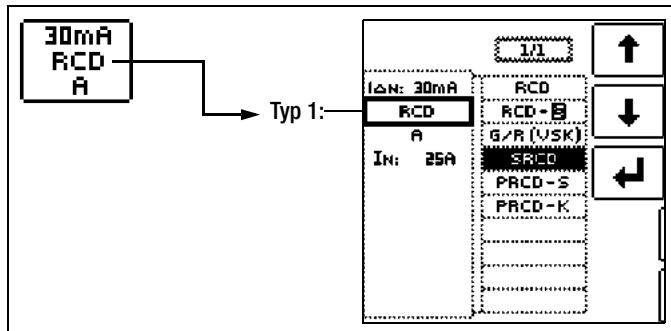 30mA
RCD
A
Typ 1:
1/1
IΔN: 30mA
RCD
A
IN: 25A
RCD
RCD-S
G/R (VSK)
SRCD
PRCD-S
PRCD-K